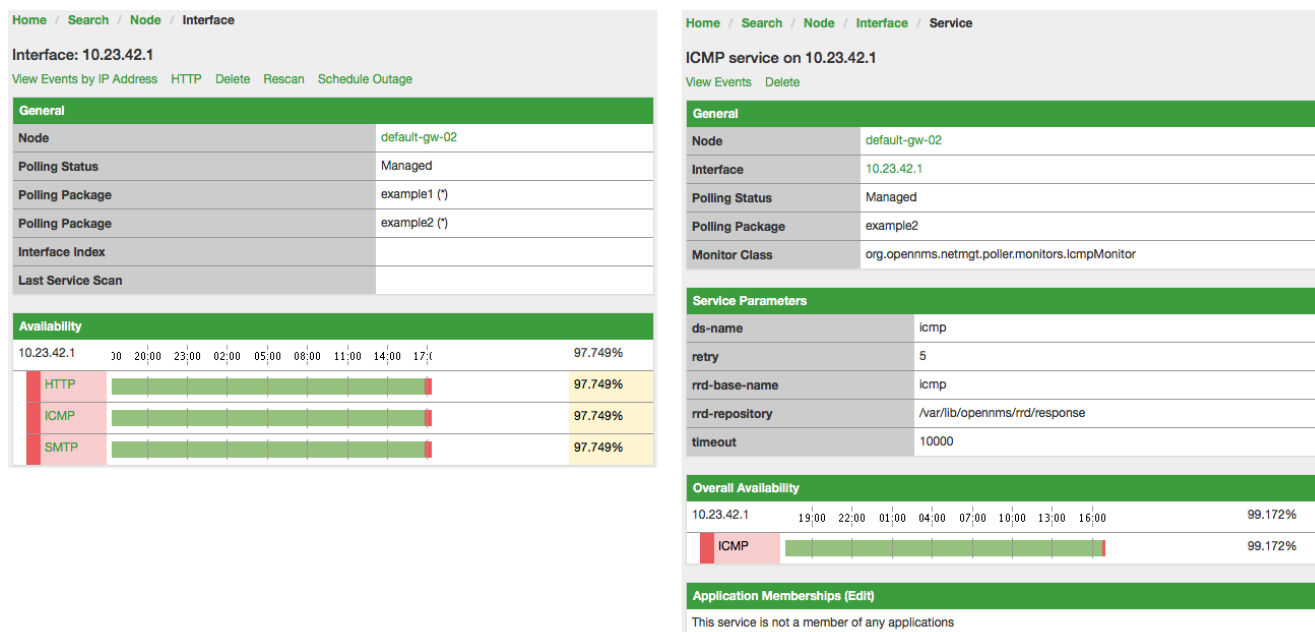 Home / Search / Node / Interface
Interface: 10.23.42.1
View Events by IP Address HTTP Delete Rescan Schedule Outage
General
Node default-gw-02
Polling Status Managed
Polling Package example1 (*)
Polling Package example2 (*)
Interface Index
Last Service Scan
Availability
10.23.42.1 20:00 23:00 02:00 05:00 08:00 11:00 14:00 97.749%
HTTP 97.749%
ICMP 97.749%
SMTP 97.749%
Home / Search / Node / Interface / Service
ICMP service on 10.23.42.1
View Events Delete
General
Node default-gw-02
Interface 10.23.42.1
Polling Status Managed
Polling Package example2
Monitor Class org.opennms.netmgt.poller.monitors.IcmpMonitor
Service Parameters
ds-name icmp
retry 5
rrd-base-name icmp
rrd-repository /var/lib/opennms/rrd/response
timeout 10000
Overall Availability
10.23.42.1 19:00 22:00 01:00 04:00 07:00 10:00 13:00 16:00 99.172%
ICMP 99.172%
Application Memberships (Edit)
This service is not a member of any applications